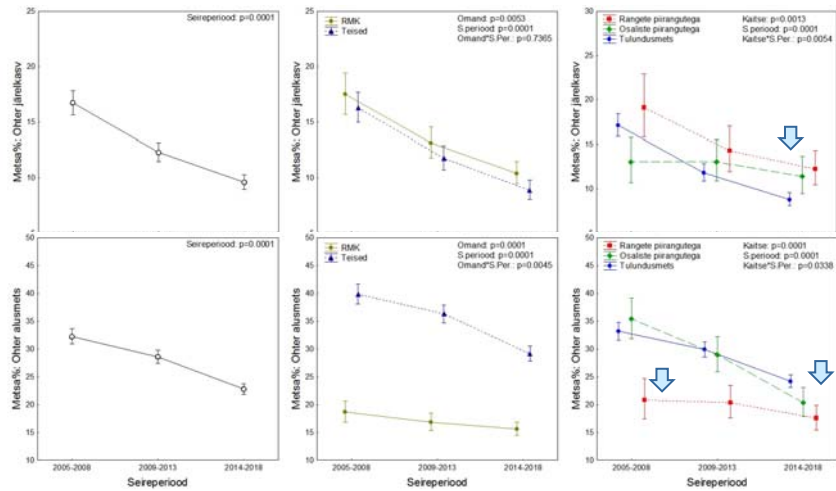 Metsa%: Ohter järelkasv
25
20
15
10
5
Seireperiood: p=0.0001
25
20
15
10
5
RMK
Teised
Omand: p=0.0053
S.periood: p=0.0001
Omand*S.Per.: p=0.7365
Metsa%: Ohter järelkasv
30
25
20
15
10
5
Rangete piirangutega
Osaliste piirangutega
Tulundusmets
Kaitse: p=0.0013
S.periood: p=0.0001
Kaitse*S.Per.: p=0.0054
Metsa%: Ohter alusmets
50
45
40
35
30
25
20
15
10
Seireperiood: p=0.0001
2005-2008
2009-2013
2014-2018
Seireperiood
50
45
40
35
30
25
20
15
10
RMK
Teised
Omand: p=0.0001
S.periood: p=0.0001
Omand*S.Per.: p=0.0045
2005-2008
2009-2013
2014-2018
Seireperiood
Metsa%: Ohter alusmets
50
45
40
35
30
25
20
15
10
Rangete piirangutega
Osaliste piirangutega
Tulundusmets
Kaitse: p=0.0001
S.periood: p=0.0001
Kaitse*S.Per.: p=0.0338
2005-2008
2009-2013
2014-2018
Seireperiood